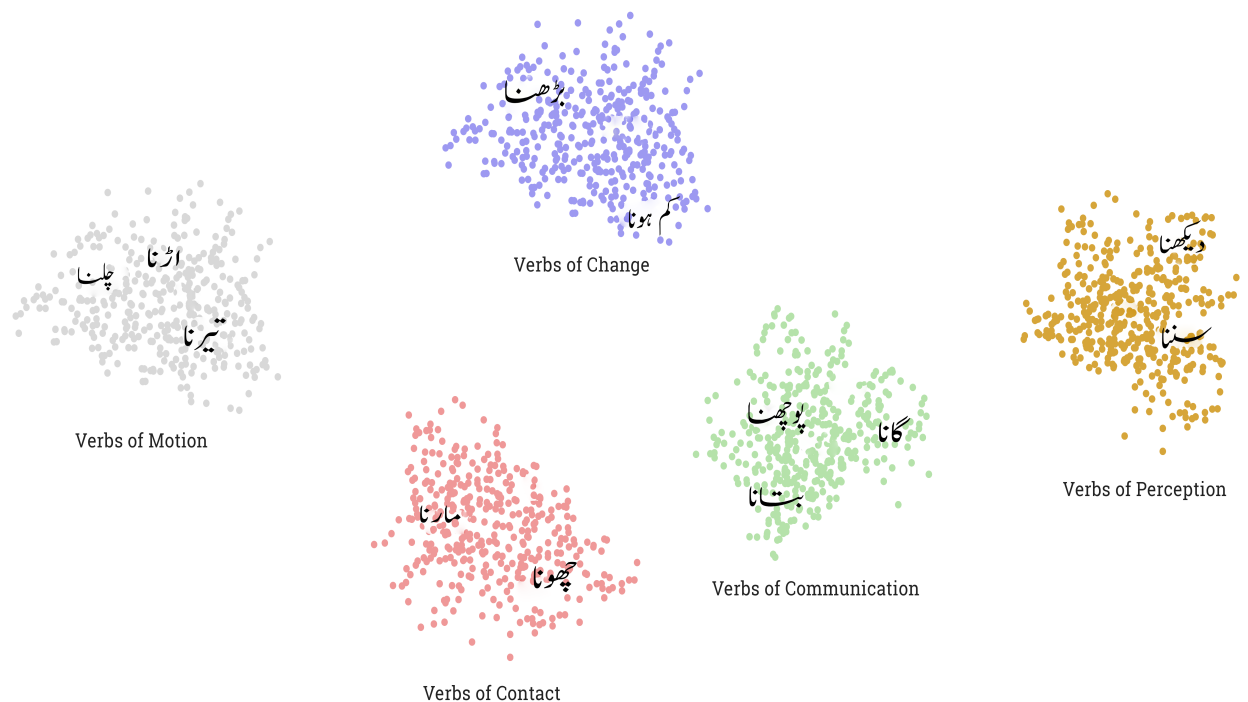 بڑھنا
کم ہونا
Verbs of Change
اڑنا
چلنا
تیرنا
Verbs of Motion
دیکھنا
سننا
Verbs of Perception
پوچھنا
گانا
بتانا
Verbs of Communication
مارنا
چھونا
Verbs of Contact